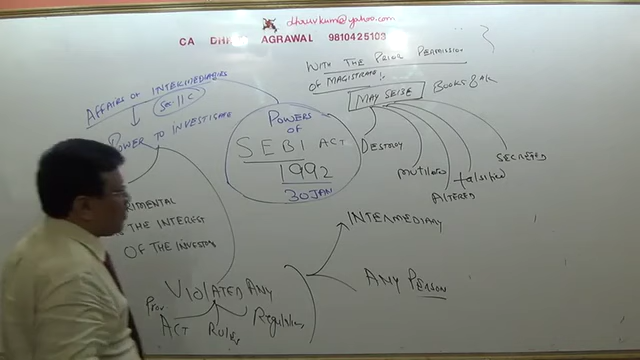 dhruvkum@yahoo.com
CA DH AGRAWAL 9810425103
WITH THE PRIOR PERMISSION
OF MAGISTRATE:
MAY SEIZE BOOKS & A/c
DESTROY
MUTILATE
ALTERED
falsified
SECRETED
AFFAIRS OF INTERMEDIARIES
Sec-11C
POWER TO INVESTIGATE
POWERS
OF
SEBI ACT
1992
30 JAN
RIMENTAL
THE INTEREST
OF THE INVESTOR
VIOLATED ANY
Prov
ACT RULES Regulations
INTERMEDIARY
ANY PERSON